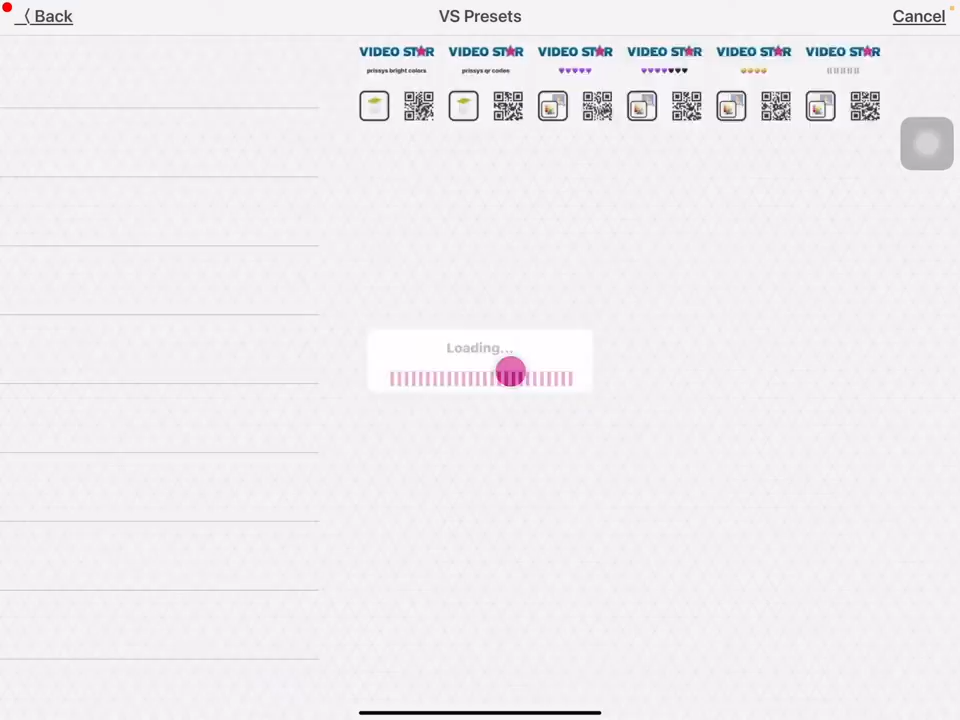 〈 Back
VS Presets
Cancel
VIDEO STAR
VIDEO STAR
VIDEO STAR
VIDEO STAR
VIDEO STAR
VIDEO STAR
prissys bright colors
prissys qr codes
💜💜💜💜💜
💜💜💜💜🖤🖤🖤
Loading...